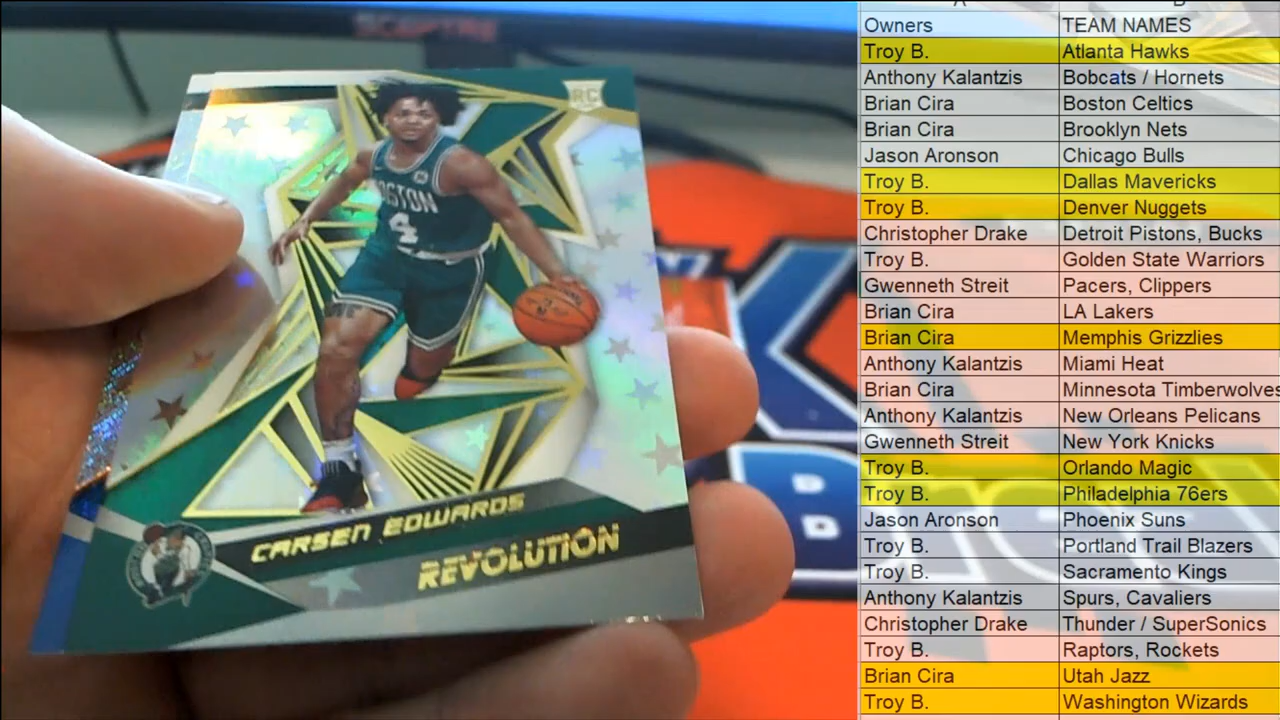 SCEPTRE
RC
BOSTON
4
CARSEN EDWARDS
REVOLUTION
Owners TEAM NAMES
Troy B. Atlanta Hawks
Anthony Kalantzis Bobcats / Hornets
Brian Cira Boston Celtics
Brian Cira Brooklyn Nets
Jason Aronson Chicago Bulls
Troy B. Dallas Mavericks
Troy B. Denver Nuggets
Christopher Drake Detroit Pistons, Bucks
Troy B. Golden State Warriors
Gwenneth Streit Pacers, Clippers
Brian Cira LA Lakers
Brian Cira Memphis Grizzlies
Anthony Kalantzis Miami Heat
Brian Cira Minnesota Timberwolves
Anthony Kalantzis New Orleans Pelicans
Gwenneth Streit New York Knicks
Troy B. Orlando Magic
Troy B. Philadelphia 76ers
Jason Aronson Phoenix Suns
Troy B. Portland Trail Blazers
Troy B. Sacramento Kings
Anthony Kalantzis Spurs, Cavaliers
Christopher Drake Thunder / SuperSonics
Troy B. Raptors, Rockets
Brian Cira Utah Jazz
Troy B. Washington Wizards